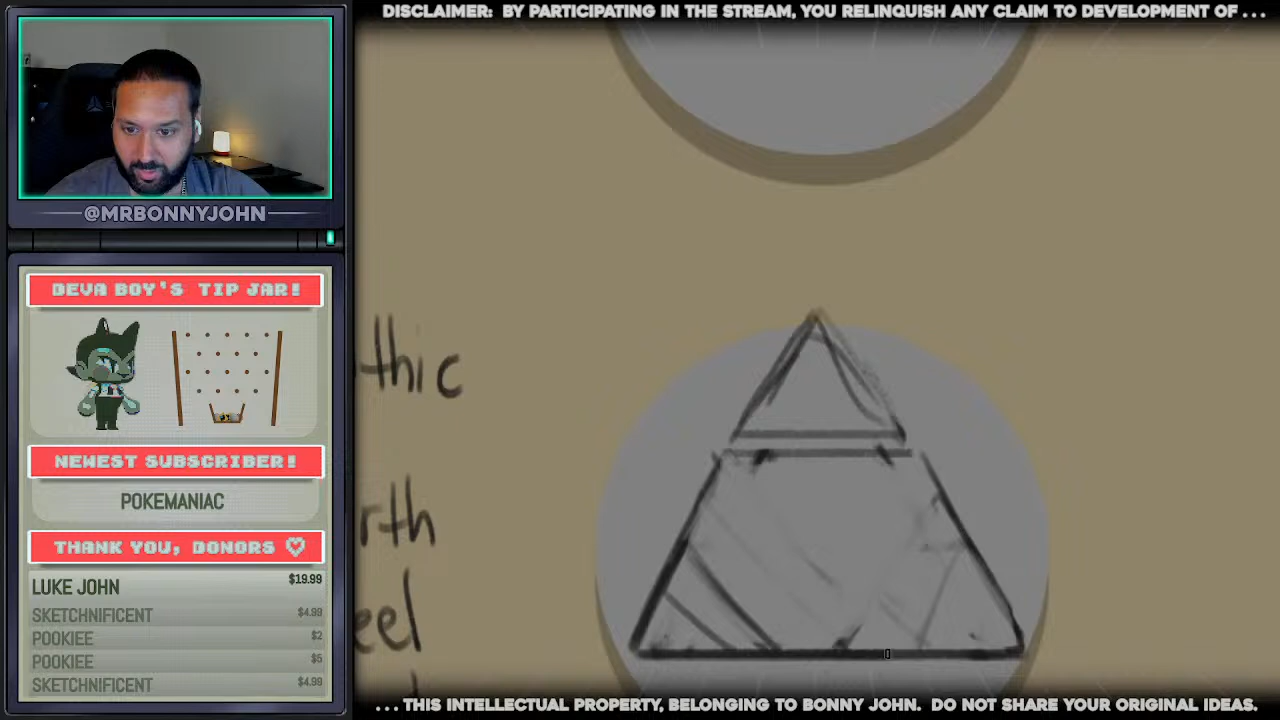 DISCLAIMER: BY PARTICIPATING IN THE STREAM, YOU RELINQUISH ANY CLAIM TO DEVELOPMENT OF . . .
@MRBONNYJOHN
DEVA BOY'S TIP JAR!
NEWEST SUBSCRIBER!
POKEMANIAC
THANK YOU, DONORS
LUKE JOHN $19.99
SKETCHNIFICENT $4.99
POOKIEE $2
POOKIEE $5
SKETCHNIFICENT $4.99
thic
rth
eel
. . . THIS INTELLECTUAL PROPERTY, BELONGING TO BONNY JOHN. DO NOT SHARE YOUR ORIGINAL IDEAS.